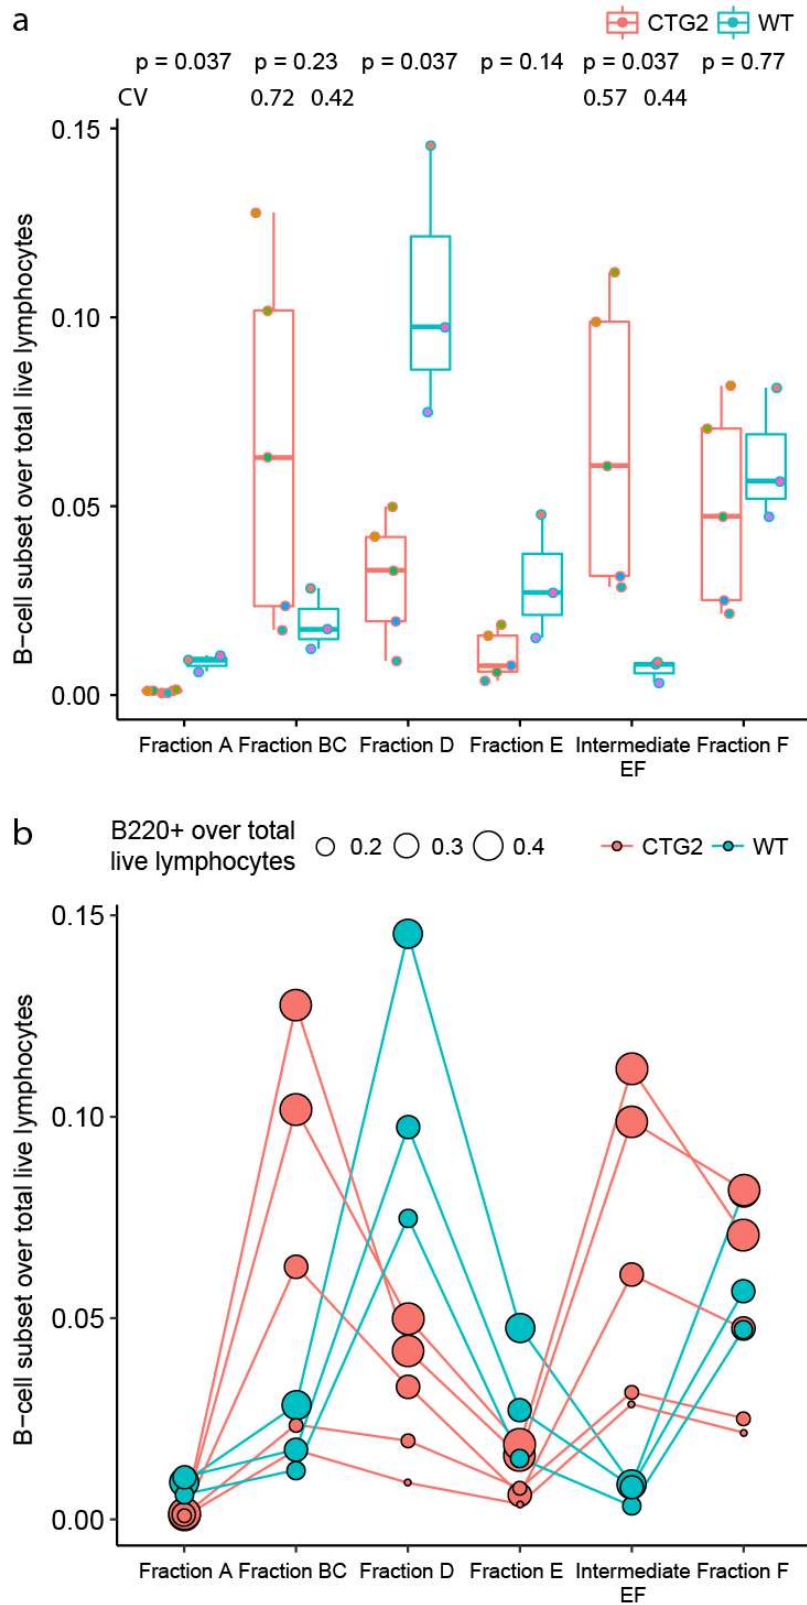 a
CTG2 WT
p = 0.037 p = 0.23 p = 0.037 p = 0.14 p = 0.037 p = 0.77
CV 0.72 0.42 0.57 0.44
B−cell subset over total live lymphocytes
0.15
0.10
0.05
0.00
Fraction A Fraction BC Fraction D Fraction E Intermediate Fraction F
EF
b
B220+ over total
live lymphocytes 0.2 0.3 0.4 CTG2 WT
B−cell subset over total live lymphocytes
0.15
0.10
0.05
0.00
Fraction A Fraction BC Fraction D Fraction E Intermediate Fraction F
EF